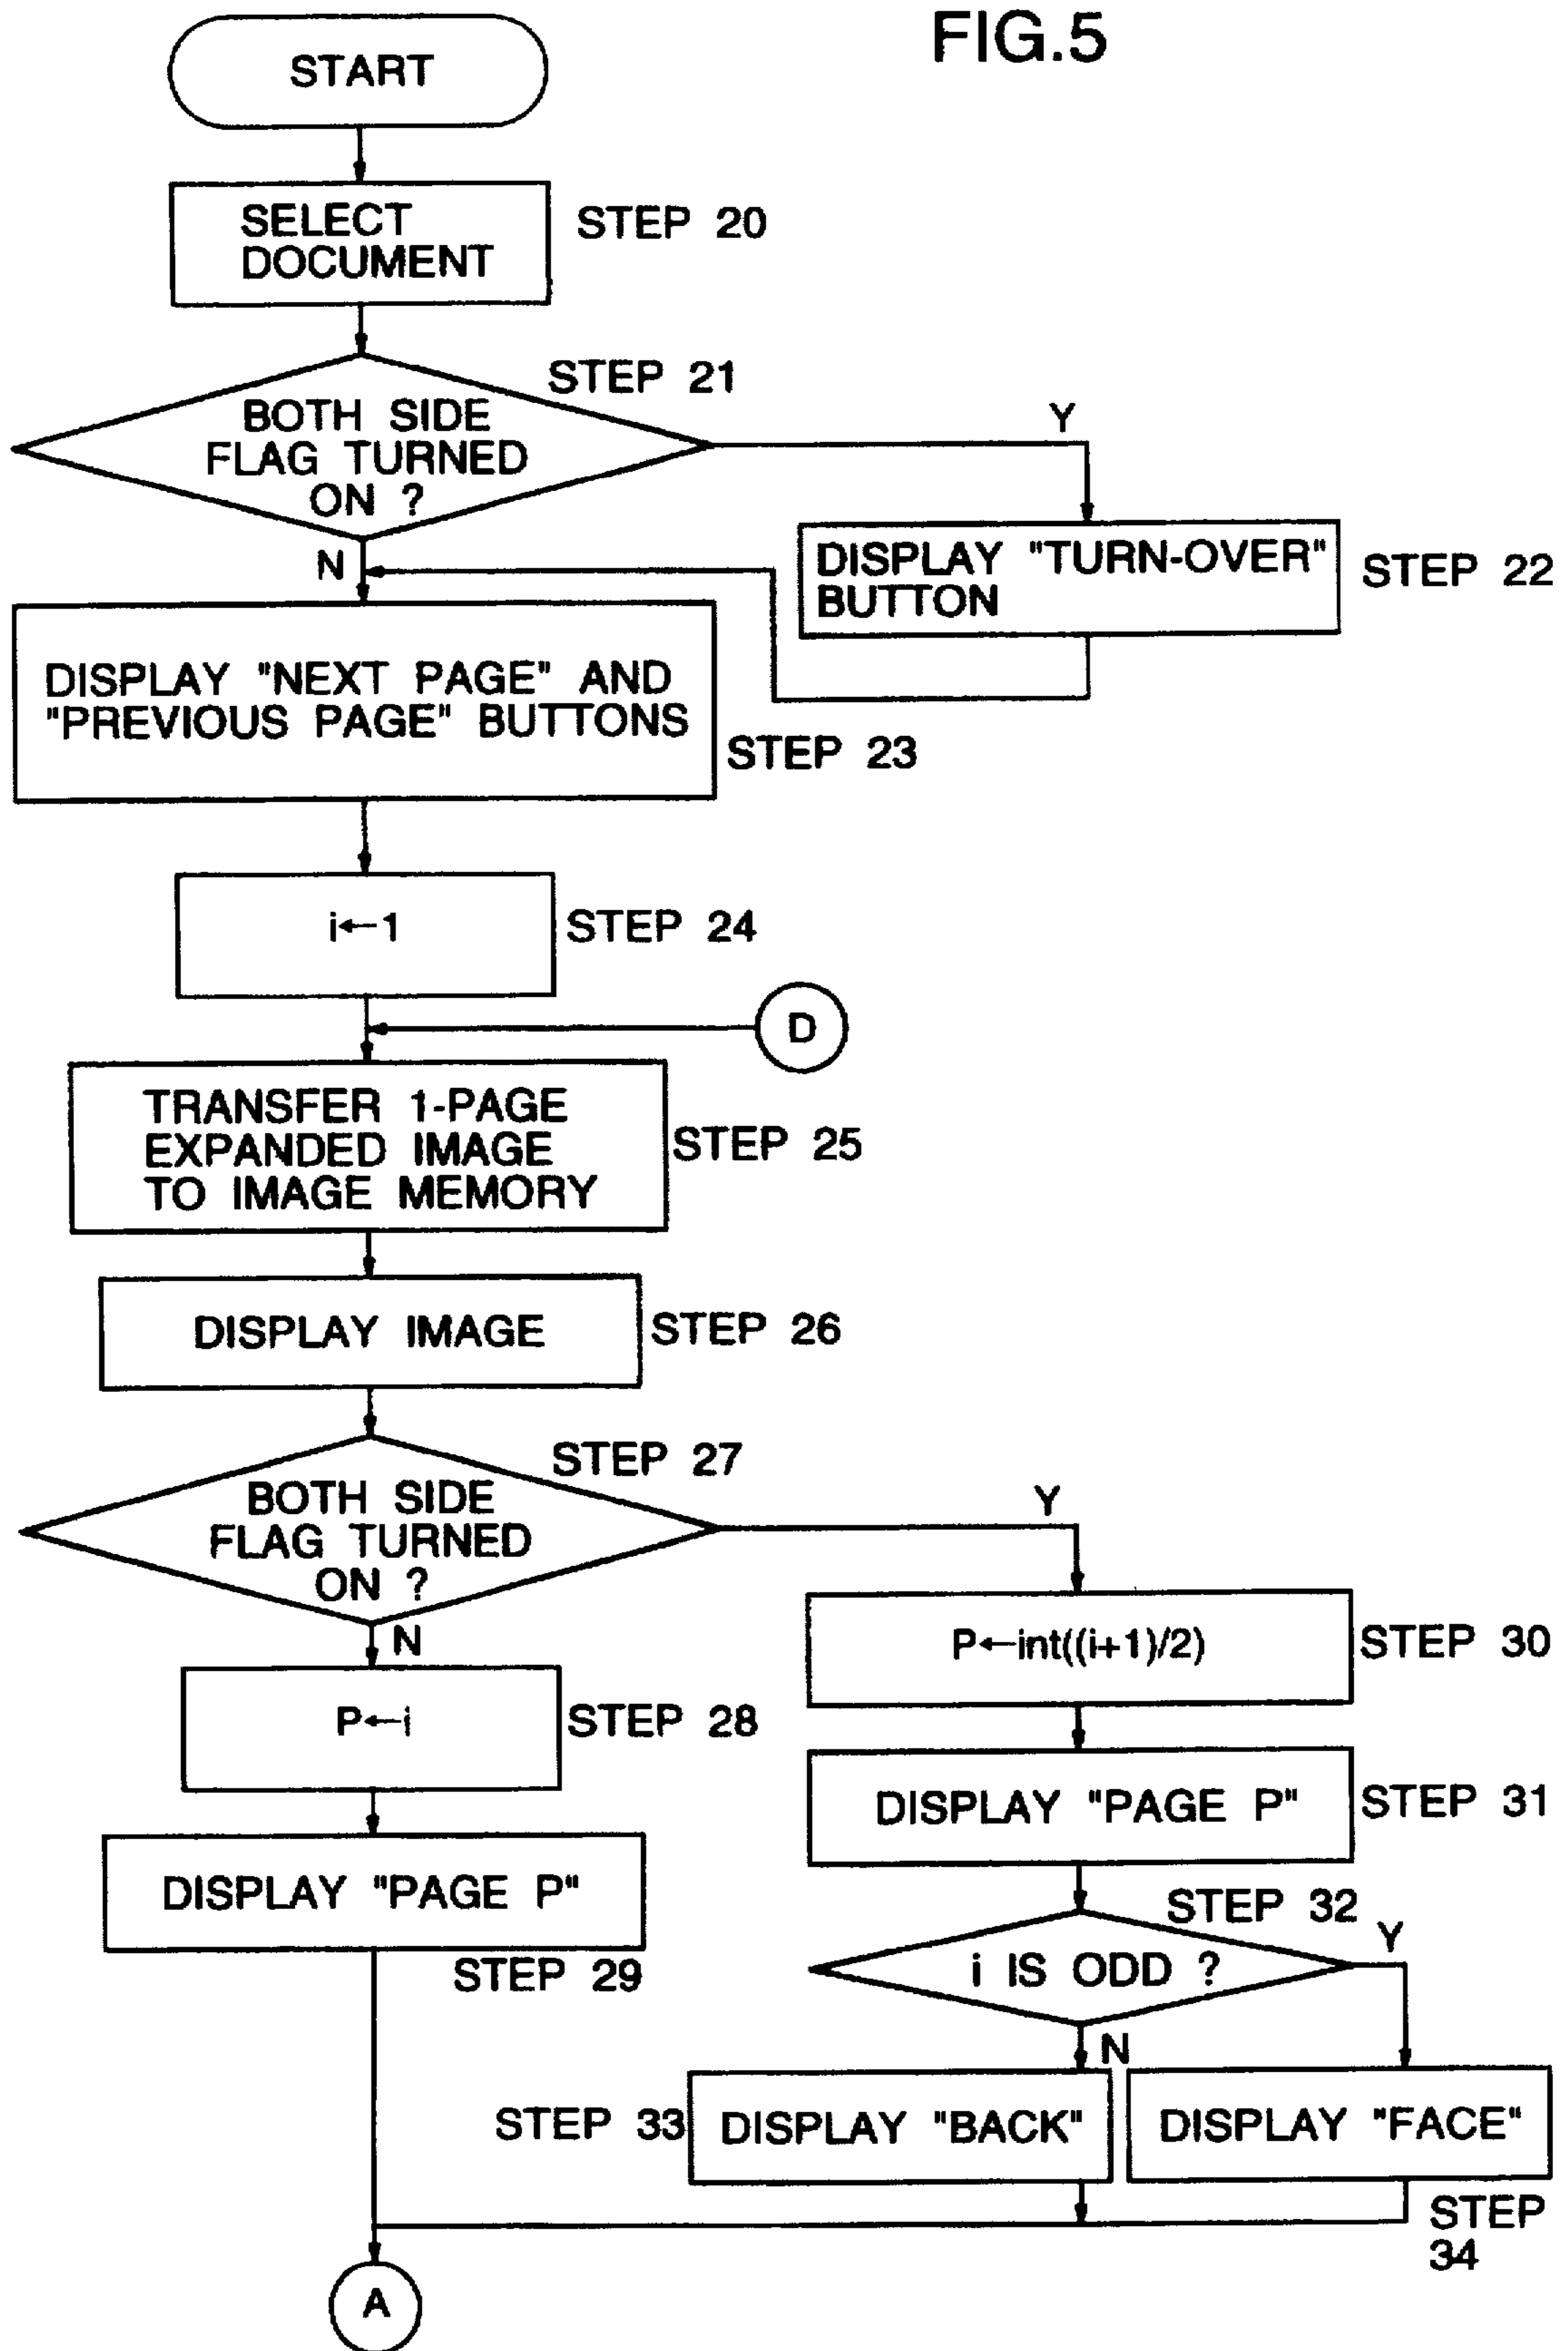 FIG.5
START
SELECT
DOCUMENT
STEP 20
STEP 21
BOTH SIDE
FLAG TURNED
ON ?
Y
N
DISPLAY "TURN-OVER"
BUTTON
STEP 22
DISPLAY "NEXT PAGE" AND
"PREVIOUS PAGE" BUTTONS
STEP 23
i←1
STEP 24
D
TRANSFER 1-PAGE
EXPANDED IMAGE
TO IMAGE MEMORY
STEP 25
DISPLAY IMAGE
STEP 26
STEP 27
BOTH SIDE
FLAG TURNED
ON ?
Y
N
P←int((i+1)/2)
STEP 30
P←i
STEP 28
DISPLAY "PAGE P"
STEP 31
DISPLAY "PAGE P"
STEP 29
STEP 32
i IS ODD ?
Y
N
STEP 33
DISPLAY "BACK"
DISPLAY "FACE"
STEP
34
A